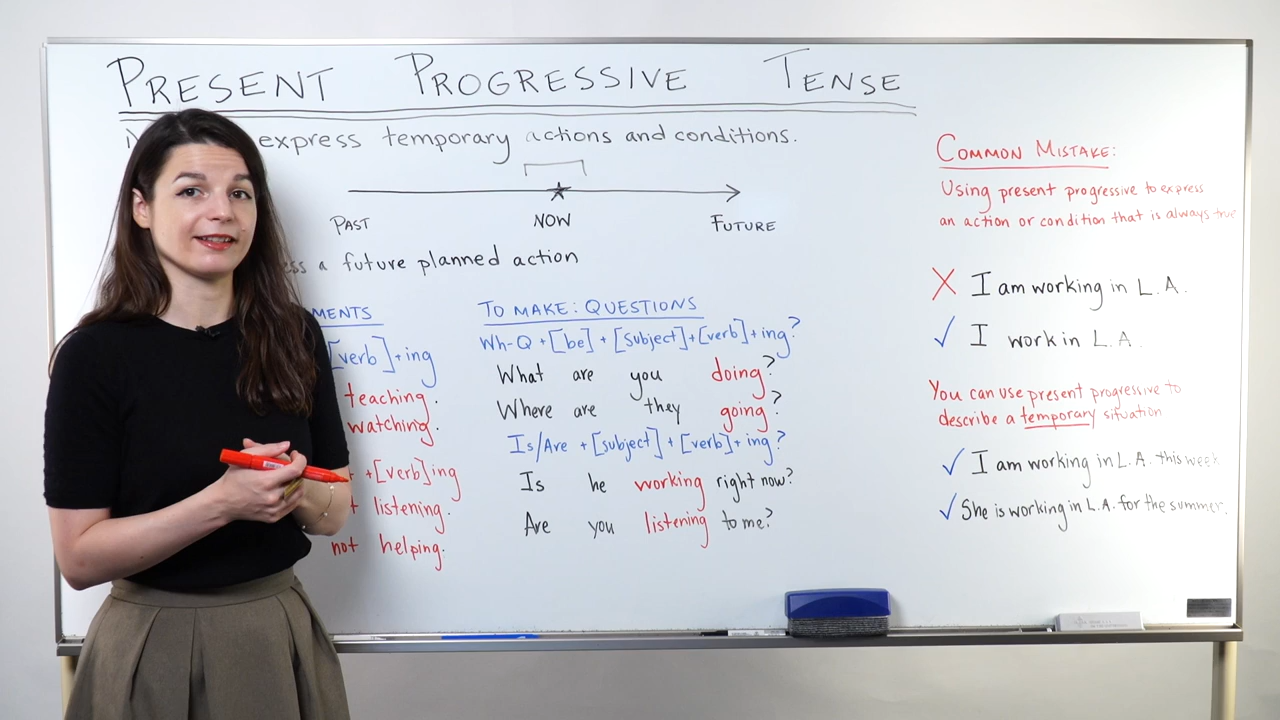 PRESENT PROGRESSIVE TENSE
express temporary actions and conditions.
PAST NOW FUTURE
a future planned action
TO MAKE: QUESTIONS
Wh-Q + [be] + [subject] + [verb] + ing?
What are you doing?
Where are they going?
Is/Are + [subject] + [verb] + ing?
Is he working right now?
Are you listening to me?
[verb] + ing
teaching.
watching.
+ [verb]ing
listening.
not helping.
COMMON MISTAKE:
Using present progressive to express
an action or condition that is always true
X I am working in L.A.
✓ I work in L.A.
You can use present progressive to
describe a temporary situation
✓ I am working in L.A. this week
✓ She is working in L.A. for the summer.